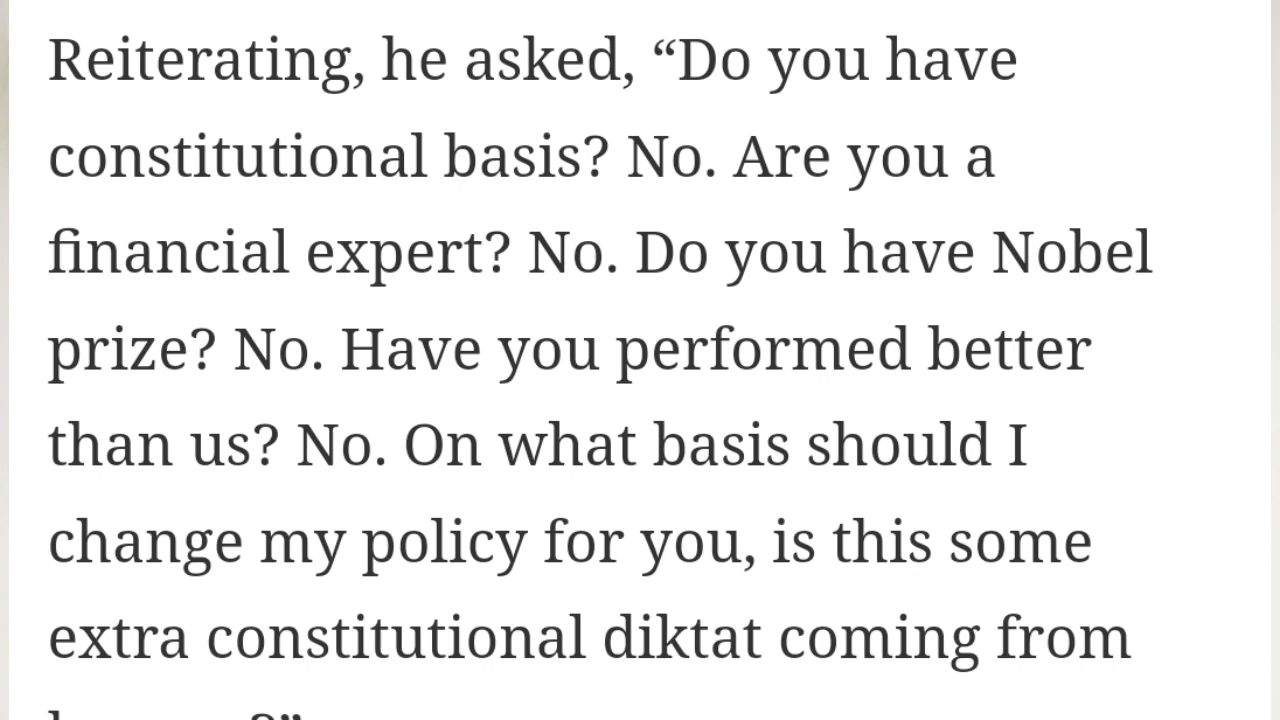 Reiterating, he asked, “Do you have
constitutional basis? No. Are you a
financial expert? No. Do you have Nobel
prize? No. Have you performed better
than us? No. On what basis should I
change my policy for you, is this some
extra constitutional diktat coming from